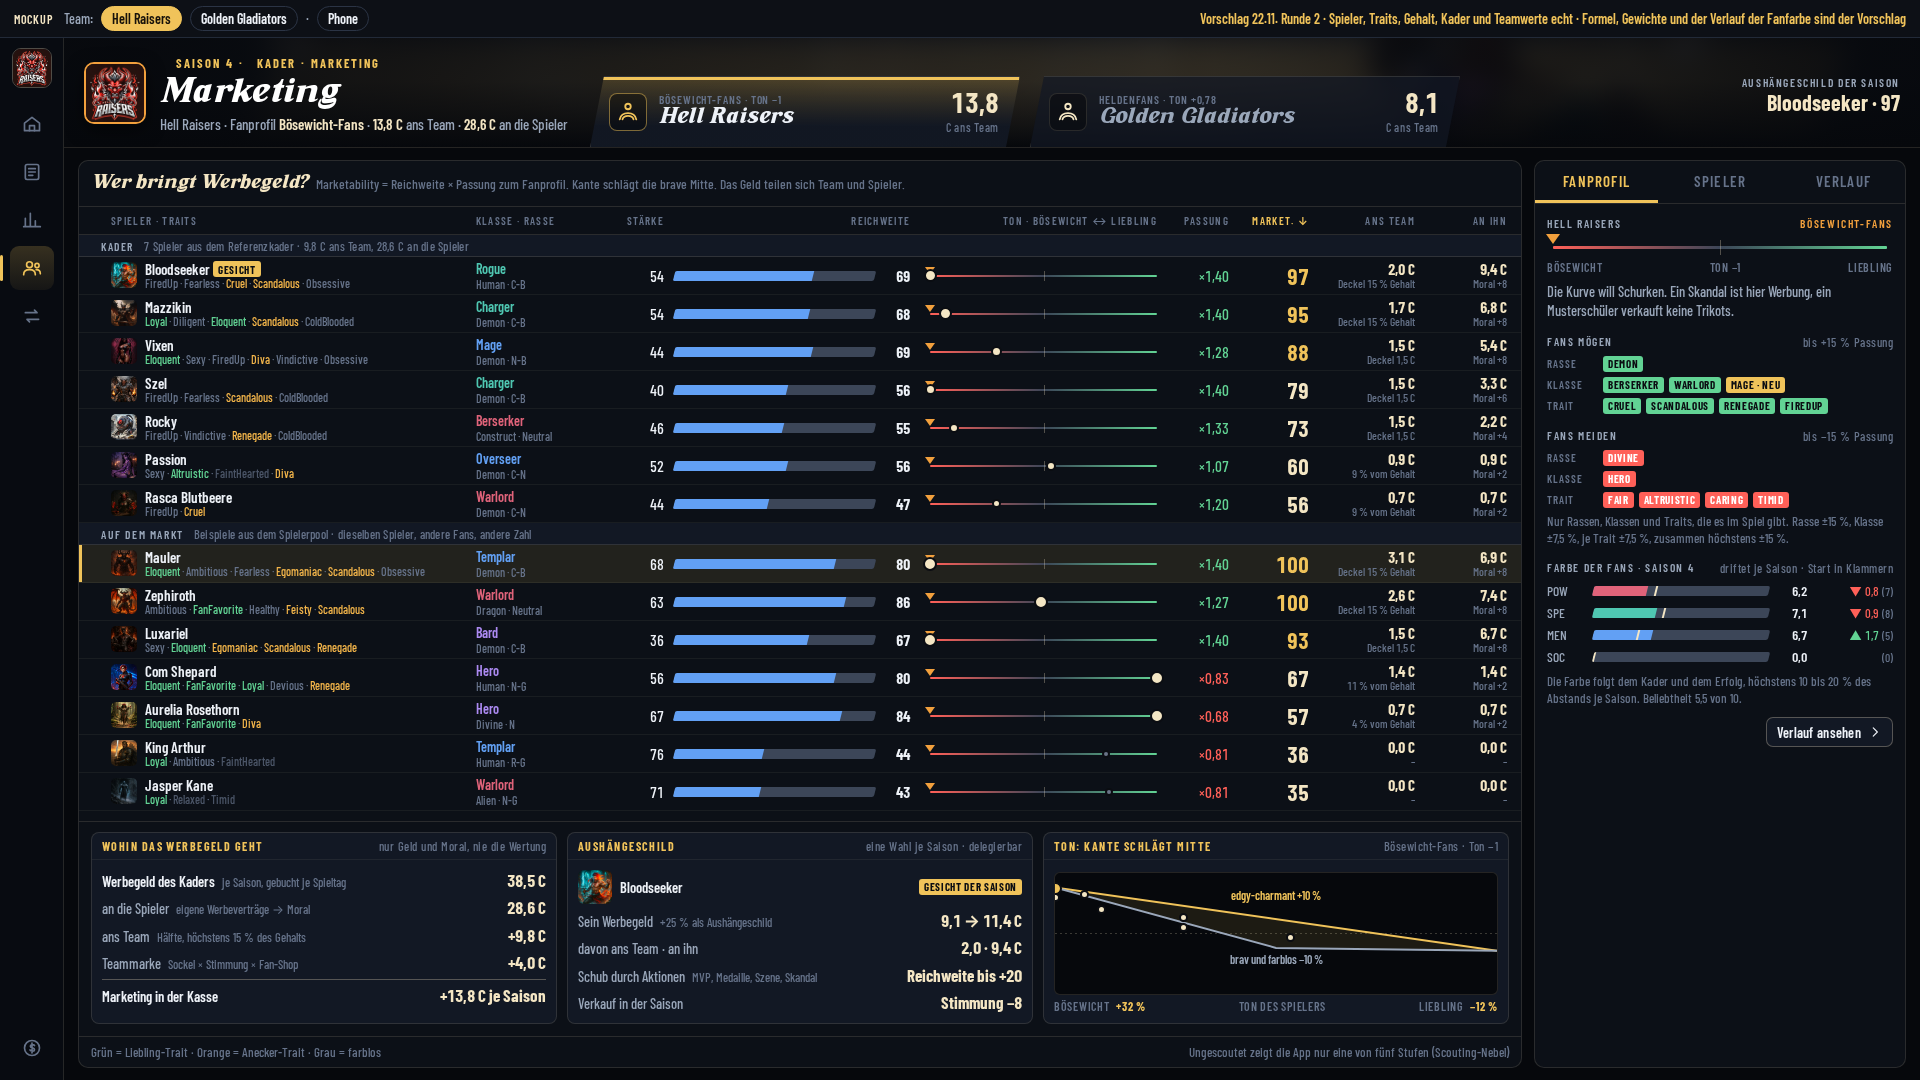 MOCKUP Team: Hell Raisers Golden Gladiators · Phone
Vorschlag 22.11. Runde 2 · Spieler, Traits, Gehalt, Kader und Teamwerte echt · Formel, Gewichte und der Verlauf der Fanfarbe sind der Vorschlag
SAISON 4 · KADER · MARKETING
Marketing
Hell Raisers · Fanprofil Bösewicht-Fans · 13,8 C ans Team · 28,6 C an die Spieler
BÖSEWICHT-FANS · TON −1
Hell Raisers
13,8
C ans Team
HELDENFANS · TON +0,78
Golden Gladiators
8,1
C ans Team
AUSHÄNGESCHILD DER SAISON
Bloodseeker · 97
Wer bringt Werbegeld? Marketability = Reichweite × Passung zum Fanprofil. Kante schlägt die brave Mitte. Das Geld teilen sich Team und Spieler.
SPIELER · TRAITS KLASSE · RASSE STÄRKE REICHWEITE TON · BÖSEWICHT ↔ LIEBLING PASSUNG MARKET. ↓ ANS TEAM AN IHN
KADER 7 Spieler aus dem Referenzkader · 9,8 C ans Team, 28,6 C an die Spieler
Bloodseeker GESICHT Rogue 54 69 ×1,40 97 2,0 C 9,4 C
FiredUp · Fearless · Cruel · Scandalous · Obsessive Human · C-B Deckel 15 % Gehalt Moral +8
Mazzikin Charger 54 68 ×1,40 95 1,7 C 6,8 C
Loyal · Diligent · Eloquent · Scandalous · ColdBlooded Demon · C-B Deckel 15 % Gehalt Moral +8
Vixen Mage 44 69 ×1,28 88 1,5 C 5,4 C
Eloquent · Sexy · FiredUp · Diva · Vindictive · Obsessive Demon · N-B Deckel 1,5 C Moral +8
Szel Charger 40 56 ×1,40 79 1,5 C 3,3 C
FiredUp · Fearless · Scandalous · ColdBlooded Demon · C-B Deckel 1,5 C Moral +6
Rocky Berserker 46 55 ×1,33 73 1,5 C 2,2 C
FiredUp · Vindictive · Renegade · ColdBlooded Construct · Neutral Deckel 1,5 C Moral +4
Passion Overseer 52 56 ×1,07 60 0,9 C 0,9 C
Sexy · Altruistic · FaintHearted · Diva Demon · C-N 9 % vom Gehalt Moral +2
Rasca Blutbeere Warlord 44 47 ×1,20 56 0,7 C 0,7 C
FiredUp · Cruel Demon · C-N 9 % vom Gehalt Moral +2
AUF DEM MARKT Beispiele aus dem Spielerpool · dieselben Spieler, andere Fans, andere Zahl
Mauler Templar 68 80 ×1,40 100 3,1 C 6,9 C
Eloquent · Ambitious · Fearless · Egomaniac · Scandalous · Obsessive Demon · C-B Deckel 15 % Gehalt Moral +8
Zephiroth Warlord 63 86 ×1,27 100 2,6 C 7,4 C
Ambitious · FanFavorite · Healthy · Feisty · Scandalous Dragon · Neutral Deckel 15 % Gehalt Moral +8
Luxariel Bard 36 67 ×1,40 93 1,5 C 6,7 C
Sexy · Eloquent · Egomaniac · Scandalous · Renegade Demon · C-B Deckel 1,5 C Moral +8
Com Shepard Hero 56 80 ×0,83 67 1,4 C 1,4 C
Eloquent · FanFavorite · Loyal · Devious · Renegade Human · N-G 11 % vom Gehalt Moral +2
Aurelia Rosethorn Hero 67 84 ×0,68 57 0,7 C 0,7 C
Eloquent · FanFavorite · Diva Divine · N 4 % vom Gehalt Moral +2
King Arthur Templar 76 44 ×0,81 36 0,0 C 0,0 C
Loyal · Ambitious · FaintHearted Human · R-G – –
Jasper Kane Warlord 71 43 ×0,81 35 0,0 C 0,0 C
Loyal · Relaxed · Timid Alien · N-G – –
WOHIN DAS WERBEGELD GEHT nur Geld und Moral, nie die Wertung
Werbegeld des Kaders je Saison, gebucht je Spieltag 38,5 C
an die Spieler eigene Werbeverträge → Moral 28,6 C
ans Team Hälfte, höchstens 15 % des Gehalts +9,8 C
Teammarke Sockel × Stimmung × Fan-Shop +4,0 C
Marketing in der Kasse +13,8 C je Saison
AUSHÄNGESCHILD eine Wahl je Saison · delegierbar
Bloodseeker GESICHT DER SAISON
Sein Werbegeld +25 % als Aushängeschild 9,1 → 11,4 C
davon ans Team · an ihn 2,0 · 9,4 C
Schub durch Aktionen MVP, Medaille, Szene, Skandal Reichweite bis +20
Verkauf in der Saison Stimmung −8
TON: KANTE SCHLÄGT MITTE Bösewicht-Fans · Ton −1
edgy-charmant +10 %
brav und farblos −10 %
BÖSEWICHT +32 % TON DES SPIELERS LIEBLING −12 %
Grün = Liebling-Trait · Orange = Anecker-Trait · Grau = farblos
Ungescoutet zeigt die App nur eine von fünf Stufen (Scouting-Nebel)
FANPROFIL SPIELER VERLAUF
HELL RAISERS BÖSEWICHT-FANS
BÖSEWICHT TON −1 LIEBLING
Die Kurve will Schurken. Ein Skandal ist hier Werbung, ein
Musterschüler verkauft keine Trikots.
FANS MÖGEN bis +15 % Passung
RASSE DEMON
KLASSE BERSERKER WARLORD MAGE · NEU
TRAIT CRUEL SCANDALOUS RENEGADE FIREDUP
FANS MEIDEN bis −15 % Passung
RASSE DIVINE
KLASSE HERO
TRAIT FAIR ALTRUISTIC CARING TIMID
Nur Rassen, Klassen und Traits, die es im Spiel gibt. Rasse ±15 %, Klasse
±7,5 %, je Trait ±7,5 %, zusammen höchstens ±15 %.
FARBE DER FANS · SAISON 4 driftet je Saison · Start in Klammern
POW 6,2 ▼ 0,8 (7)
SPE 7,1 ▼ 0,9 (8)
MEN 6,7 ▲ 1,7 (5)
SOC 0,0 (0)
Die Farbe folgt dem Kader und dem Erfolg, höchstens 10 bis 20 % des
Abstands je Saison. Beliebtheit 5,5 von 10.
Verlauf ansehen